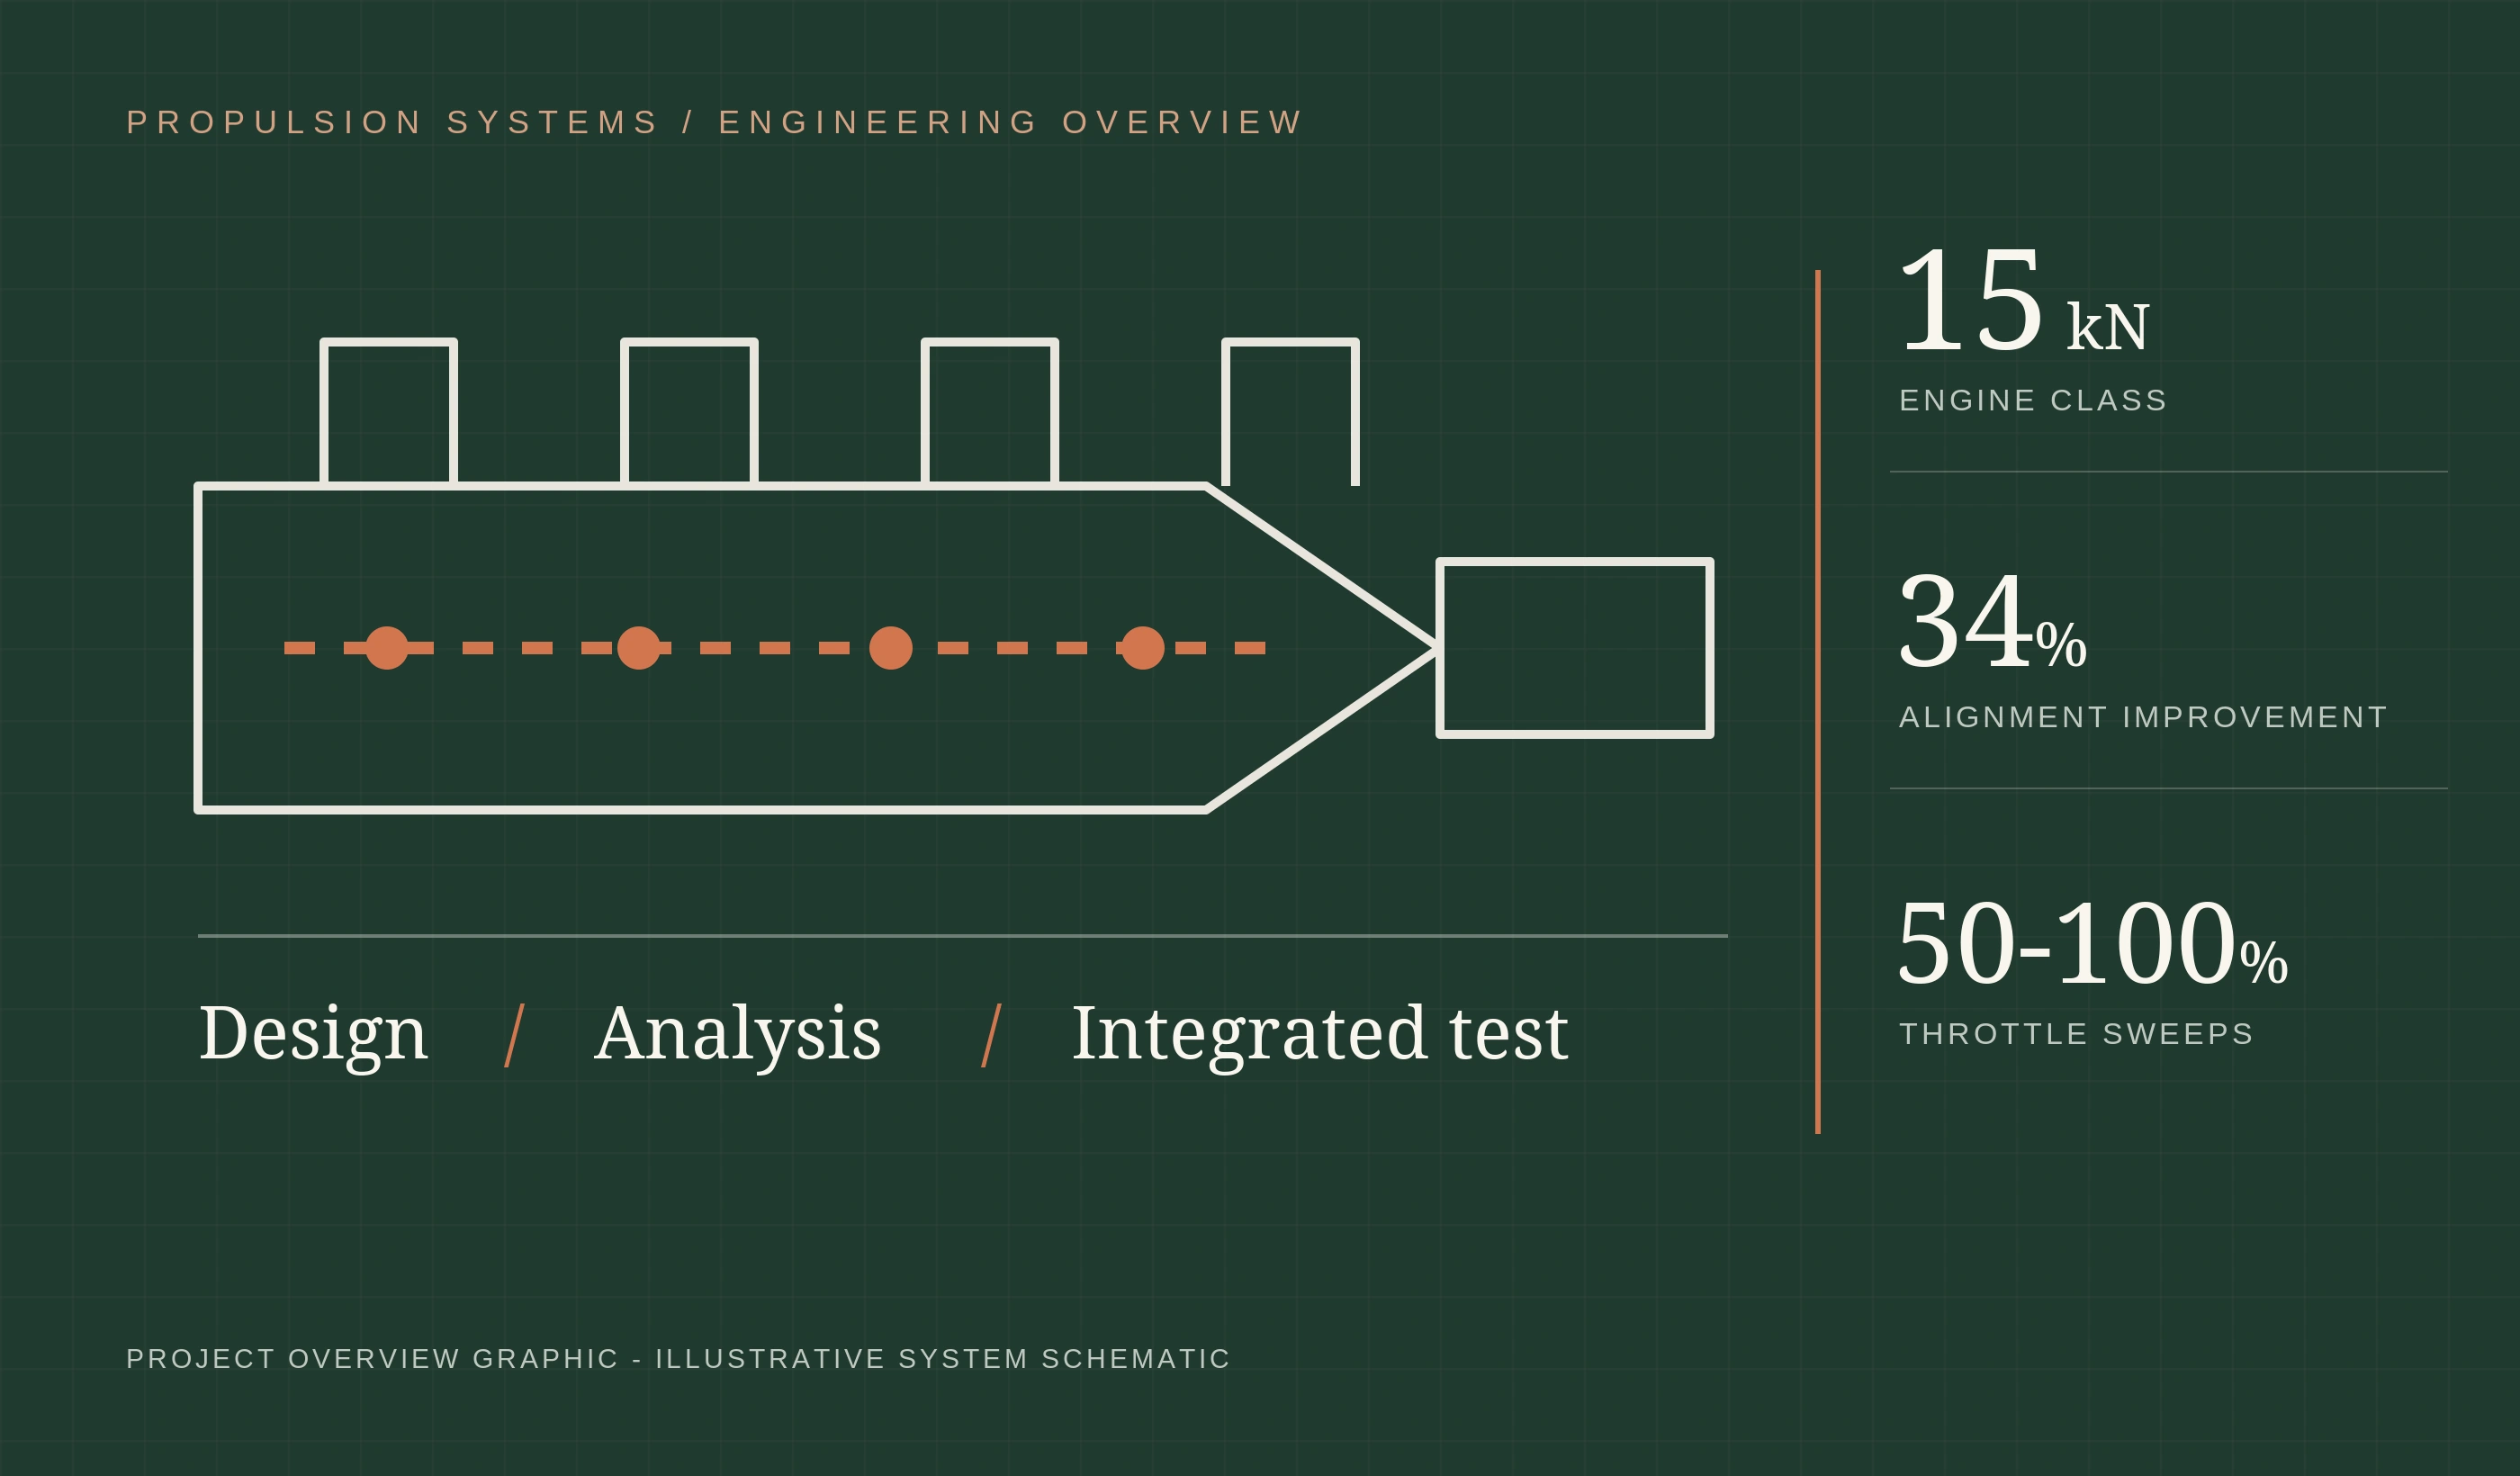 PROPULSION SYSTEMS / ENGINEERING OVERVIEW
15 kN
ENGINE CLASS
34%
ALIGNMENT IMPROVEMENT
50-100%
THROTTLE SWEEPS
Design / Analysis / Integrated test
PROJECT OVERVIEW GRAPHIC - ILLUSTRATIVE SYSTEM SCHEMATIC